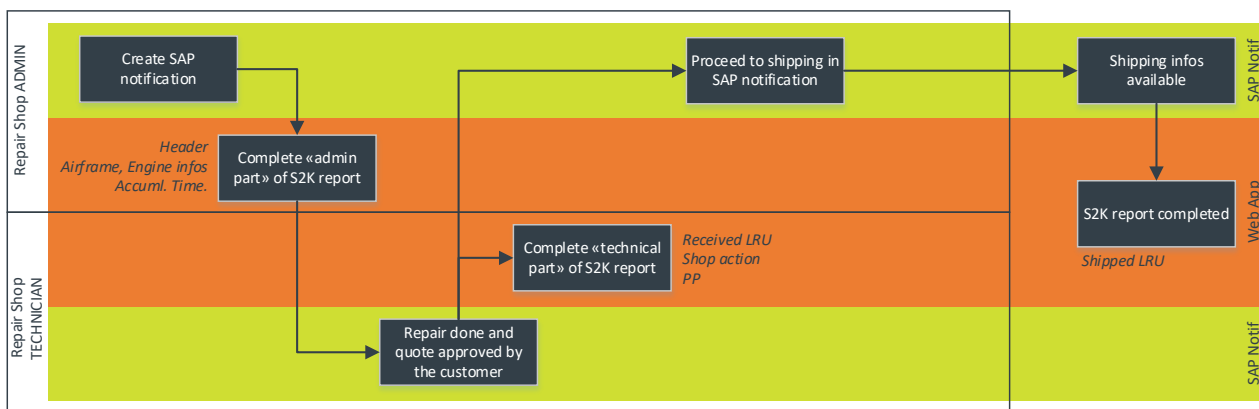 Repair Shop ADMIN
Create SAP
notification
Proceed to shipping in
SAP notification
Shipping infos
available
SAP Notif
Header
Airframe, Engine infos
Accuml. Time.
Complete «admin
part» of S2K report
S2K report completed
Shipped LRU
Web App
Repair Shop
TECHNICIAN
Complete «technical
part» of S2K report
Received LRU
Shop action
PP
Repair done and
quote approved by
the customer
SAP Notif